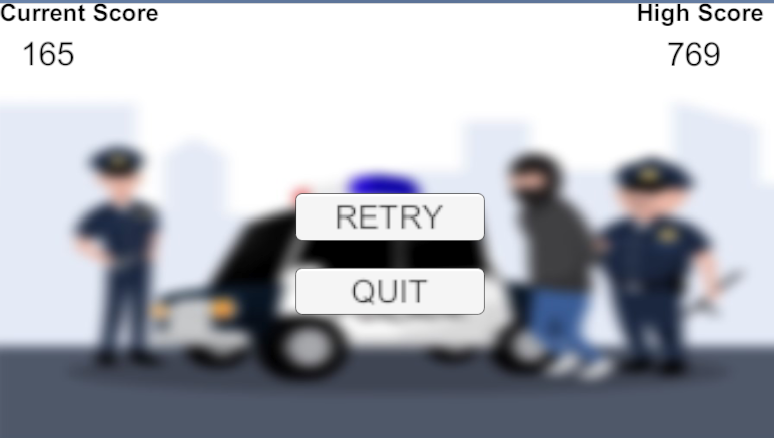 Current Score
High Score
165
769
RETRY
QUIT